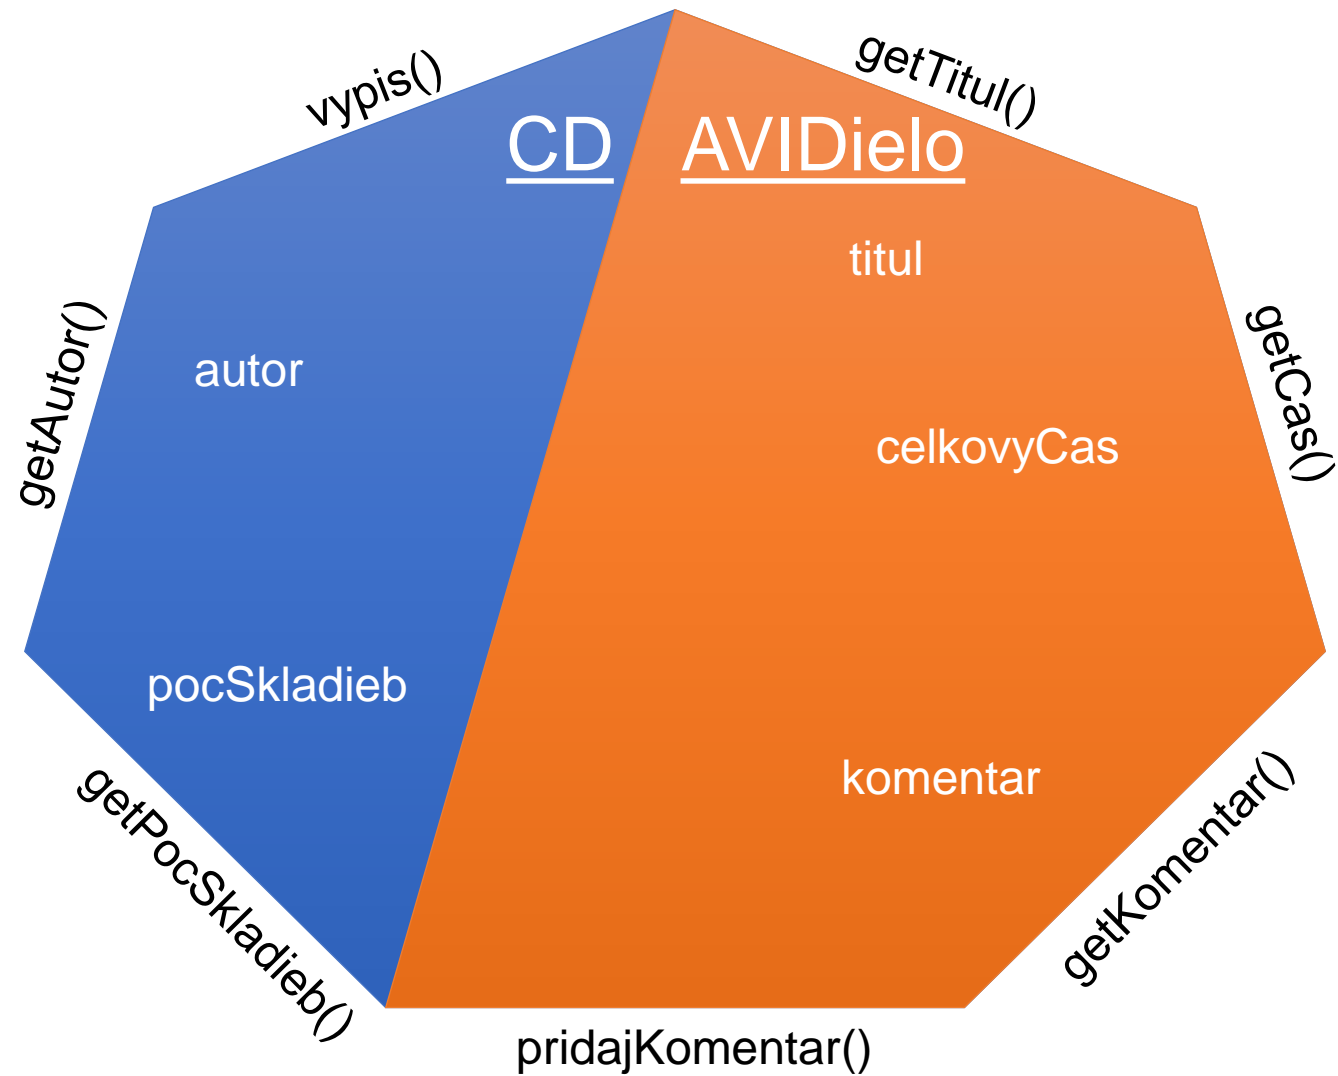 vypis()
getTitul()
CD
AVIDielo
titul
getAutor()
autor
getCas()
celkovyCas
pocSkladieb
komentar
getPocSkladieb()
getKomentar()
pridajKomentar()